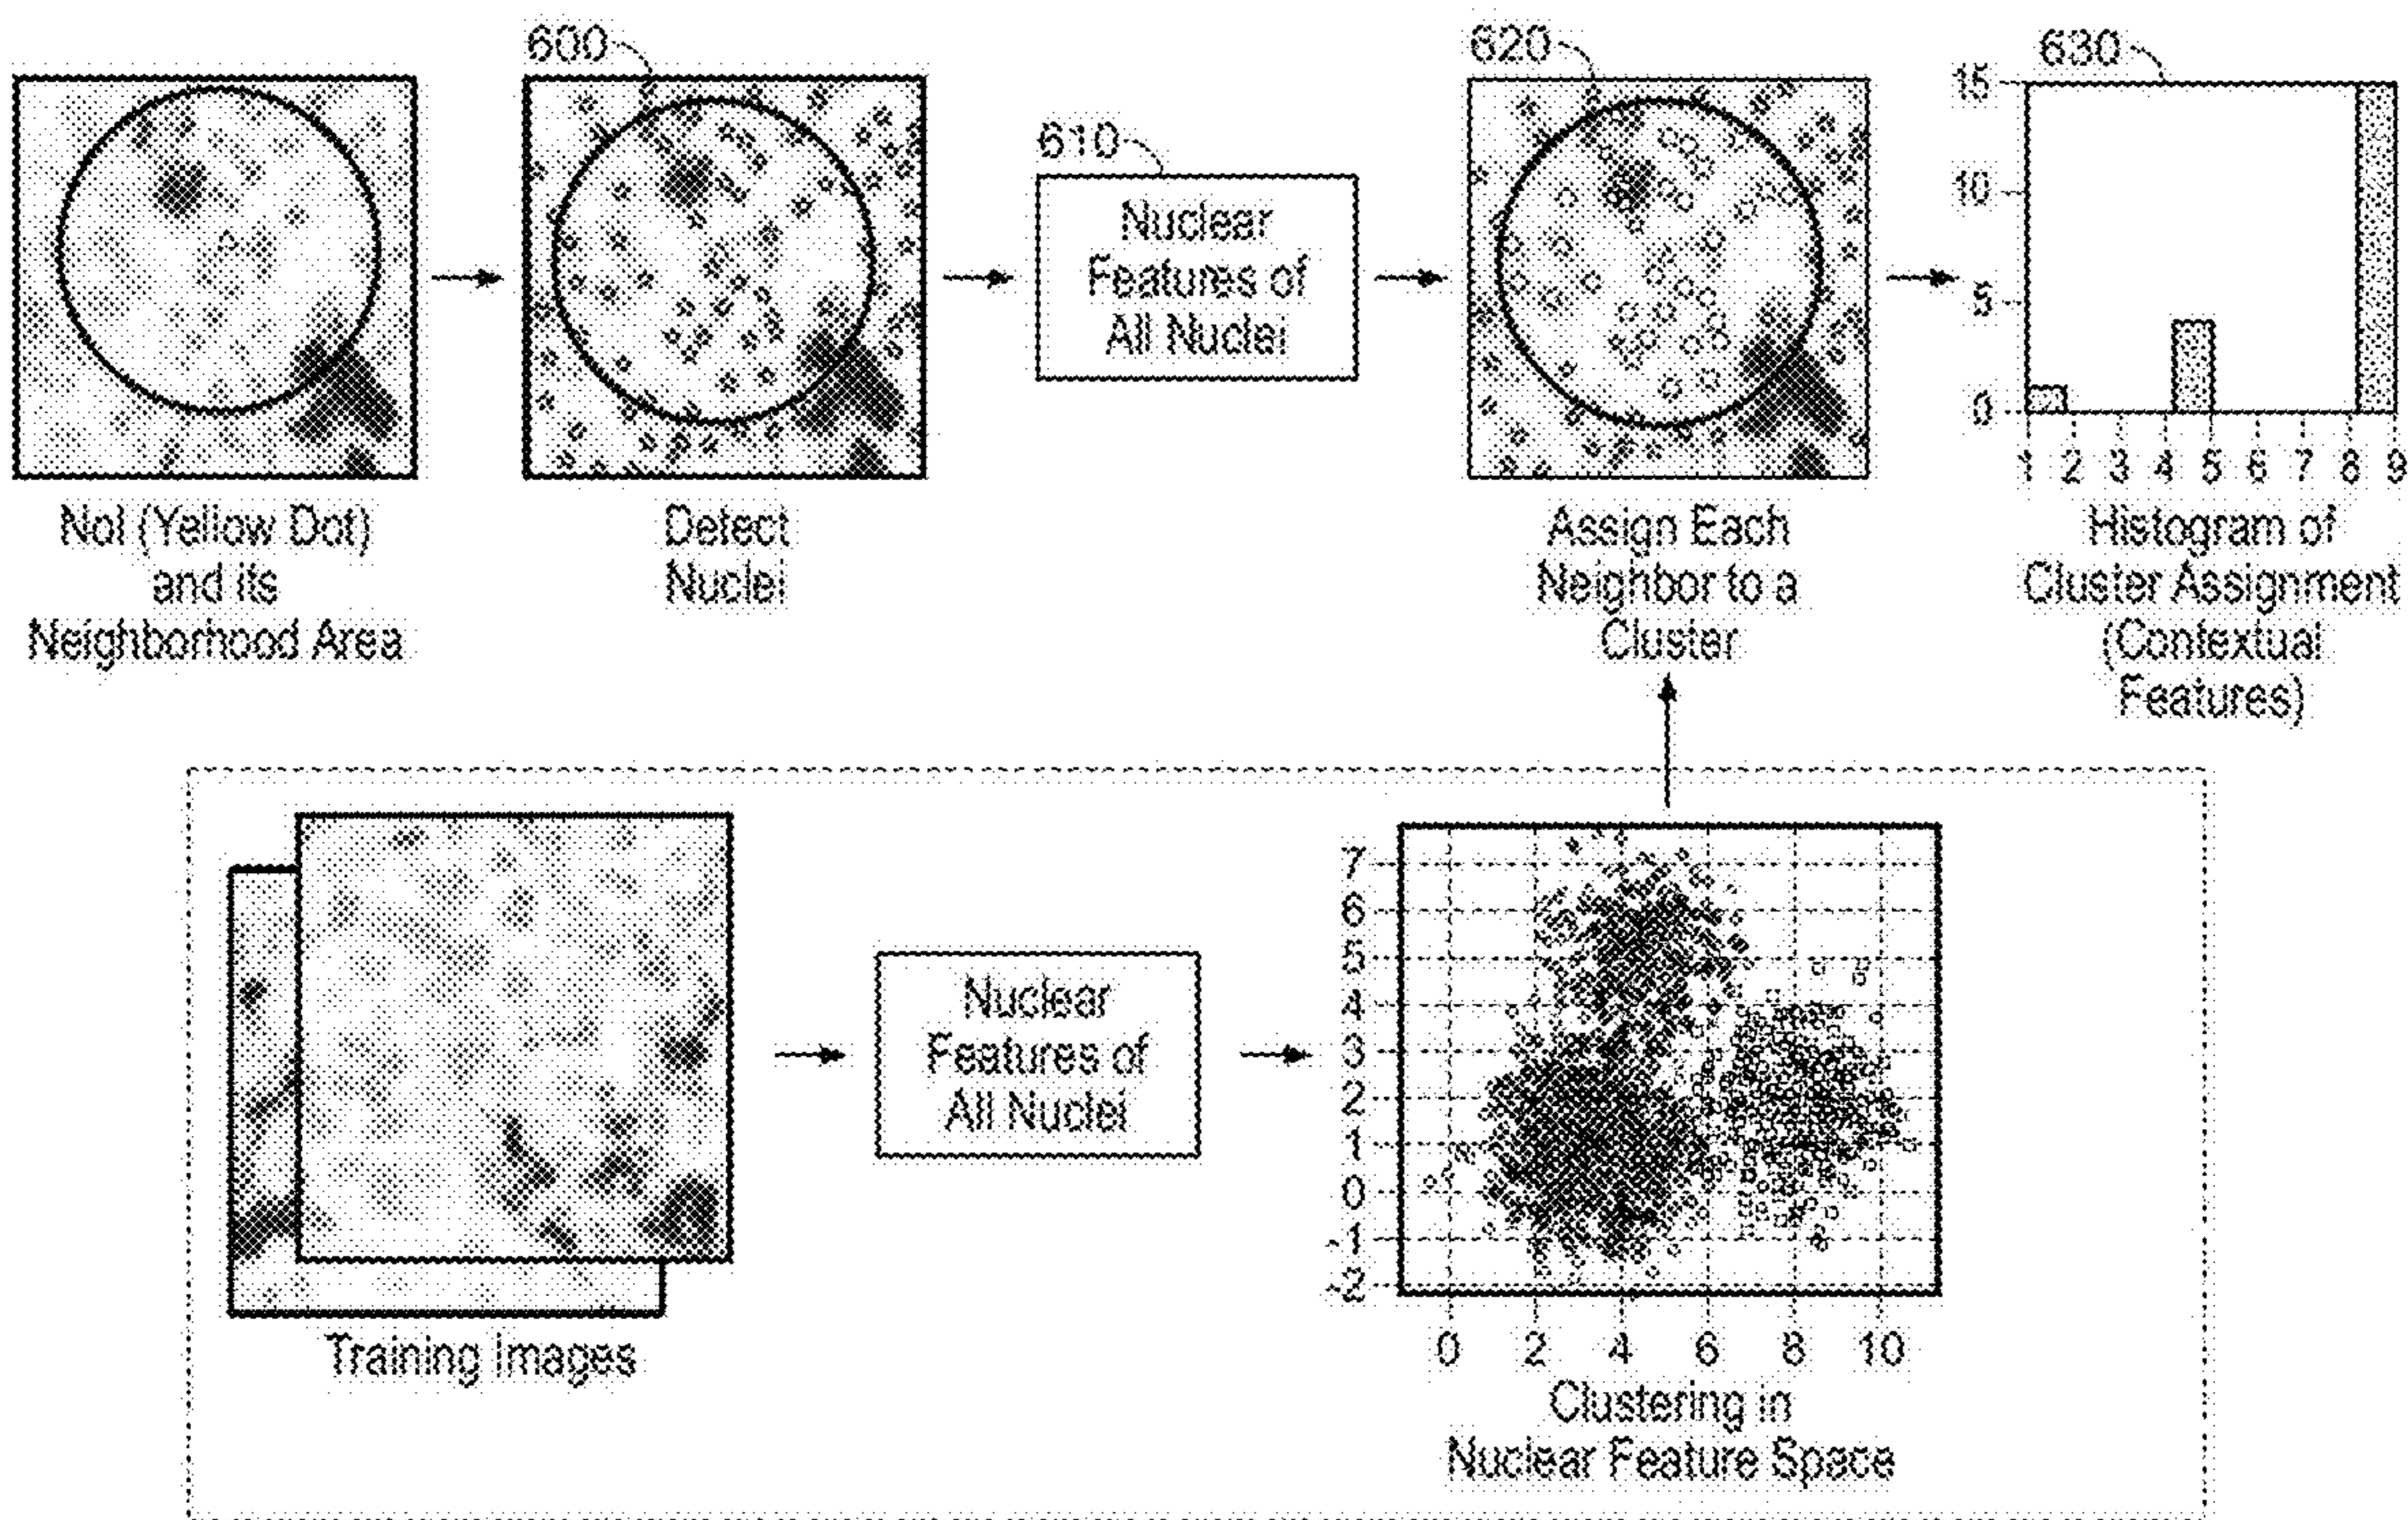 600
620
630
610
Nuclear
Features of
All Nuclei
15
10
5
0
1 2 3 4 5 6 7 8 9
NoI (Yellow Dot)
and its
Neighborhood Area
Detect
Nuclei
Assign Each
Neighbor to a
Cluster
Histogram of
Cluster Assignment
(Contextual
Features)
Training Images
Nuclear
Features of
All Nuclei
7
6
5
4
3
2
1
0
-1
-2
0 2 4 6 8 10
Clustering in
Nuclear Feature Space